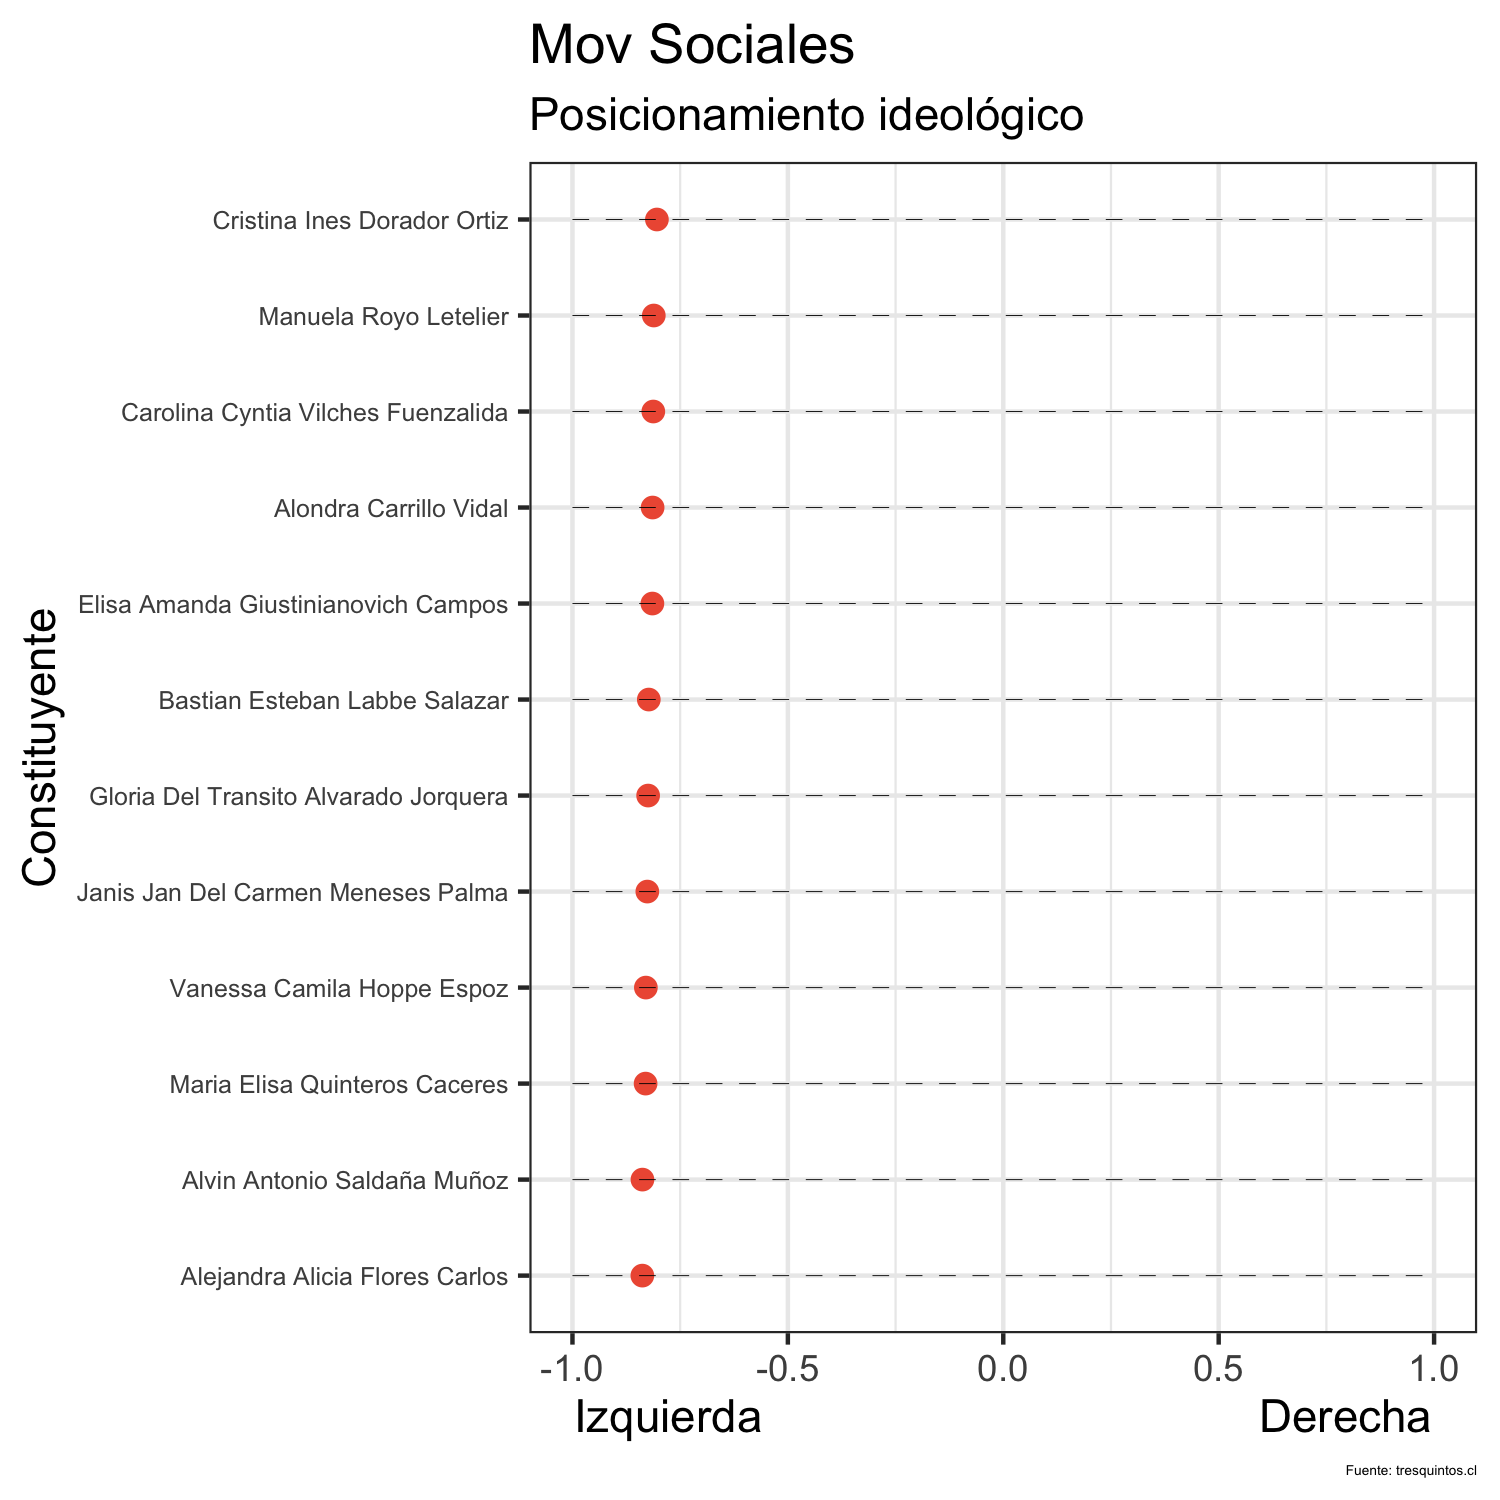 Mov Sociales
Posicionamiento ideológico
Constituyente
Cristina Ines Dorador Ortiz
Manuela Royo Letelier
Carolina Cyntia Vilches Fuenzalida
Alondra Carrillo Vidal
Elisa Amanda Giustinianovich Campos
Bastian Esteban Labbe Salazar
Gloria Del Transito Alvarado Jorquera
Janis Jan Del Carmen Meneses Palma
Vanessa Camila Hoppe Espoz
Maria Elisa Quinteros Caceres
Alvin Antonio Saldaña Muñoz
Alejandra Alicia Flores Carlos
-1.0 -0.5 0.0 0.5 1.0
Izquierda Derecha
Fuente: tresquintos.cl